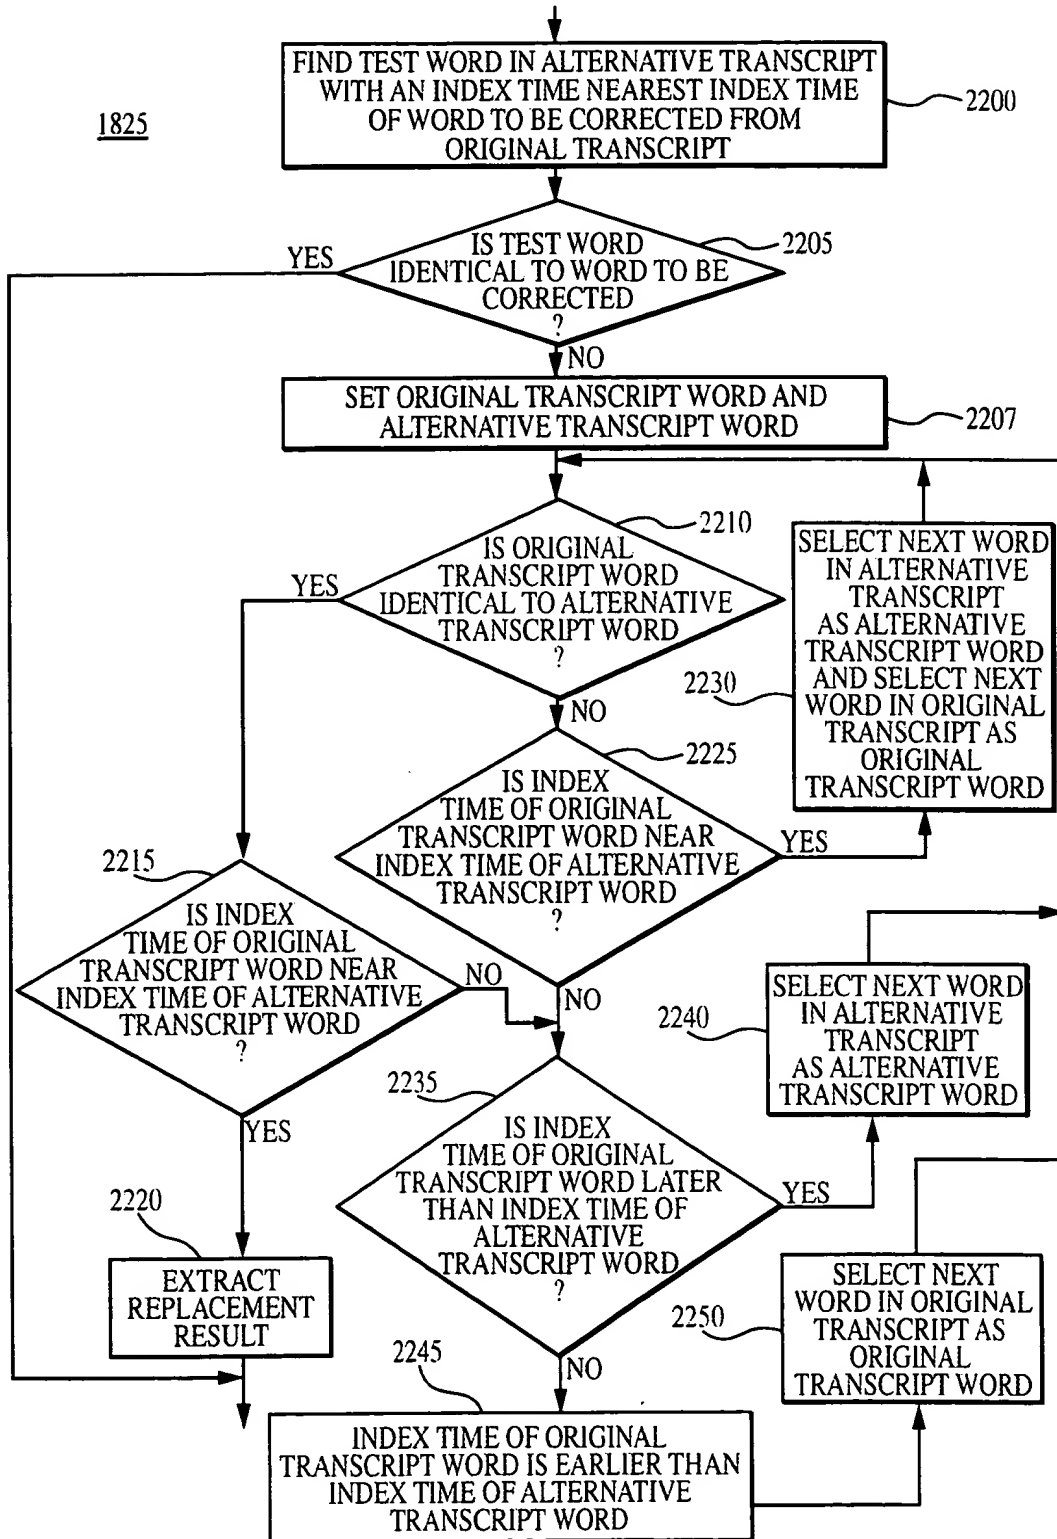 1825
FIND TEST WORD IN ALTERNATIVE TRANSCRIPT
WITH AN INDEX TIME NEAREST INDEX TIME
OF WORD TO BE CORRECTED FROM
ORIGINAL TRANSCRIPT
2200
IS TEST WORD
IDENTICAL TO WORD TO BE
CORRECTED
?
2205
YES
NO
SET ORIGINAL TRANSCRIPT WORD AND
ALTERNATIVE TRANSCRIPT WORD
2207
IS ORIGINAL
TRANSCRIPT WORD
IDENTICAL TO ALTERNATIVE
TRANSCRIPT WORD
?
2210
YES
NO
SELECT NEXT WORD
IN ALTERNATIVE
TRANSCRIPT
AS ALTERNATIVE
TRANSCRIPT WORD
AND SELECT NEXT
WORD IN ORIGINAL
TRANSCRIPT AS
ORIGINAL
TRANSCRIPT WORD
2230
IS INDEX
TIME OF ORIGINAL
TRANSCRIPT WORD NEAR
INDEX TIME OF ALTERNATIVE
TRANSCRIPT WORD
?
2225
YES
NO
2215
IS INDEX
TIME OF ORIGINAL
TRANSCRIPT WORD NEAR
INDEX TIME OF ALTERNATIVE
TRANSCRIPT WORD
?
NO
YES
SELECT NEXT WORD
IN ALTERNATIVE
TRANSCRIPT
AS ALTERNATIVE
TRANSCRIPT WORD
2240
2235
IS INDEX
TIME OF ORIGINAL
TRANSCRIPT WORD LATER
THAN INDEX TIME OF
ALTERNATIVE
TRANSCRIPT WORD
?
YES
NO
2220
EXTRACT
REPLACEMENT
RESULT
SELECT NEXT
WORD IN ORIGINAL
TRANSCRIPT AS
ORIGINAL
TRANSCRIPT WORD
2250
2245
INDEX TIME OF ORIGINAL
TRANSCRIPT WORD IS EARLIER THAN
INDEX TIME OF ALTERNATIVE
TRANSCRIPT WORD